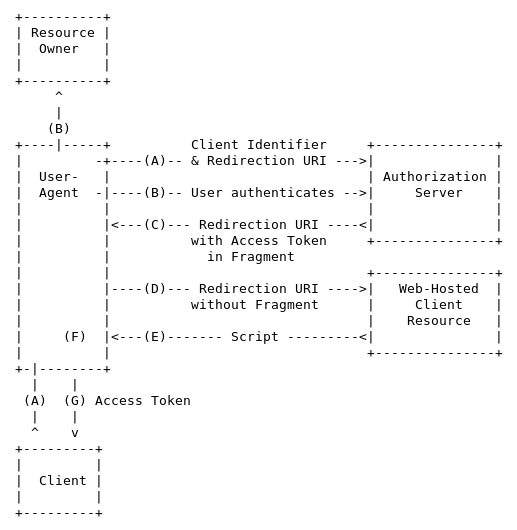 +----------+
| Resource |
|  Owner   |
|          |
+----------+
     ^
     |
    (B)
+----|-----+          Client Identifier     +---------------+
|         -+----(A)-- & Redirection URI --->|               |
|  User-   |                                | Authorization |
|  Agent  -|----(B)-- User authenticates -->|     Server    |
|          |                                |               |
|          |<---(C)--- Redirection URI ----<|               |
|          |          with Access Token     +---------------+
|          |            in Fragment
|          |                                +---------------+
|          |----(D)--- Redirection URI ---->|   Web-Hosted  |
|          |          without Fragment      |     Client    |
|          |                                |    Resource   |
|     (F)  |<---(E)------- Script ---------<|               |
|          |                                +---------------+
+-|--------+
  |    |
 (A)  (G) Access Token
  |    |
  ^    v
+---------+
|         |
|  Client |
|         |
+---------+